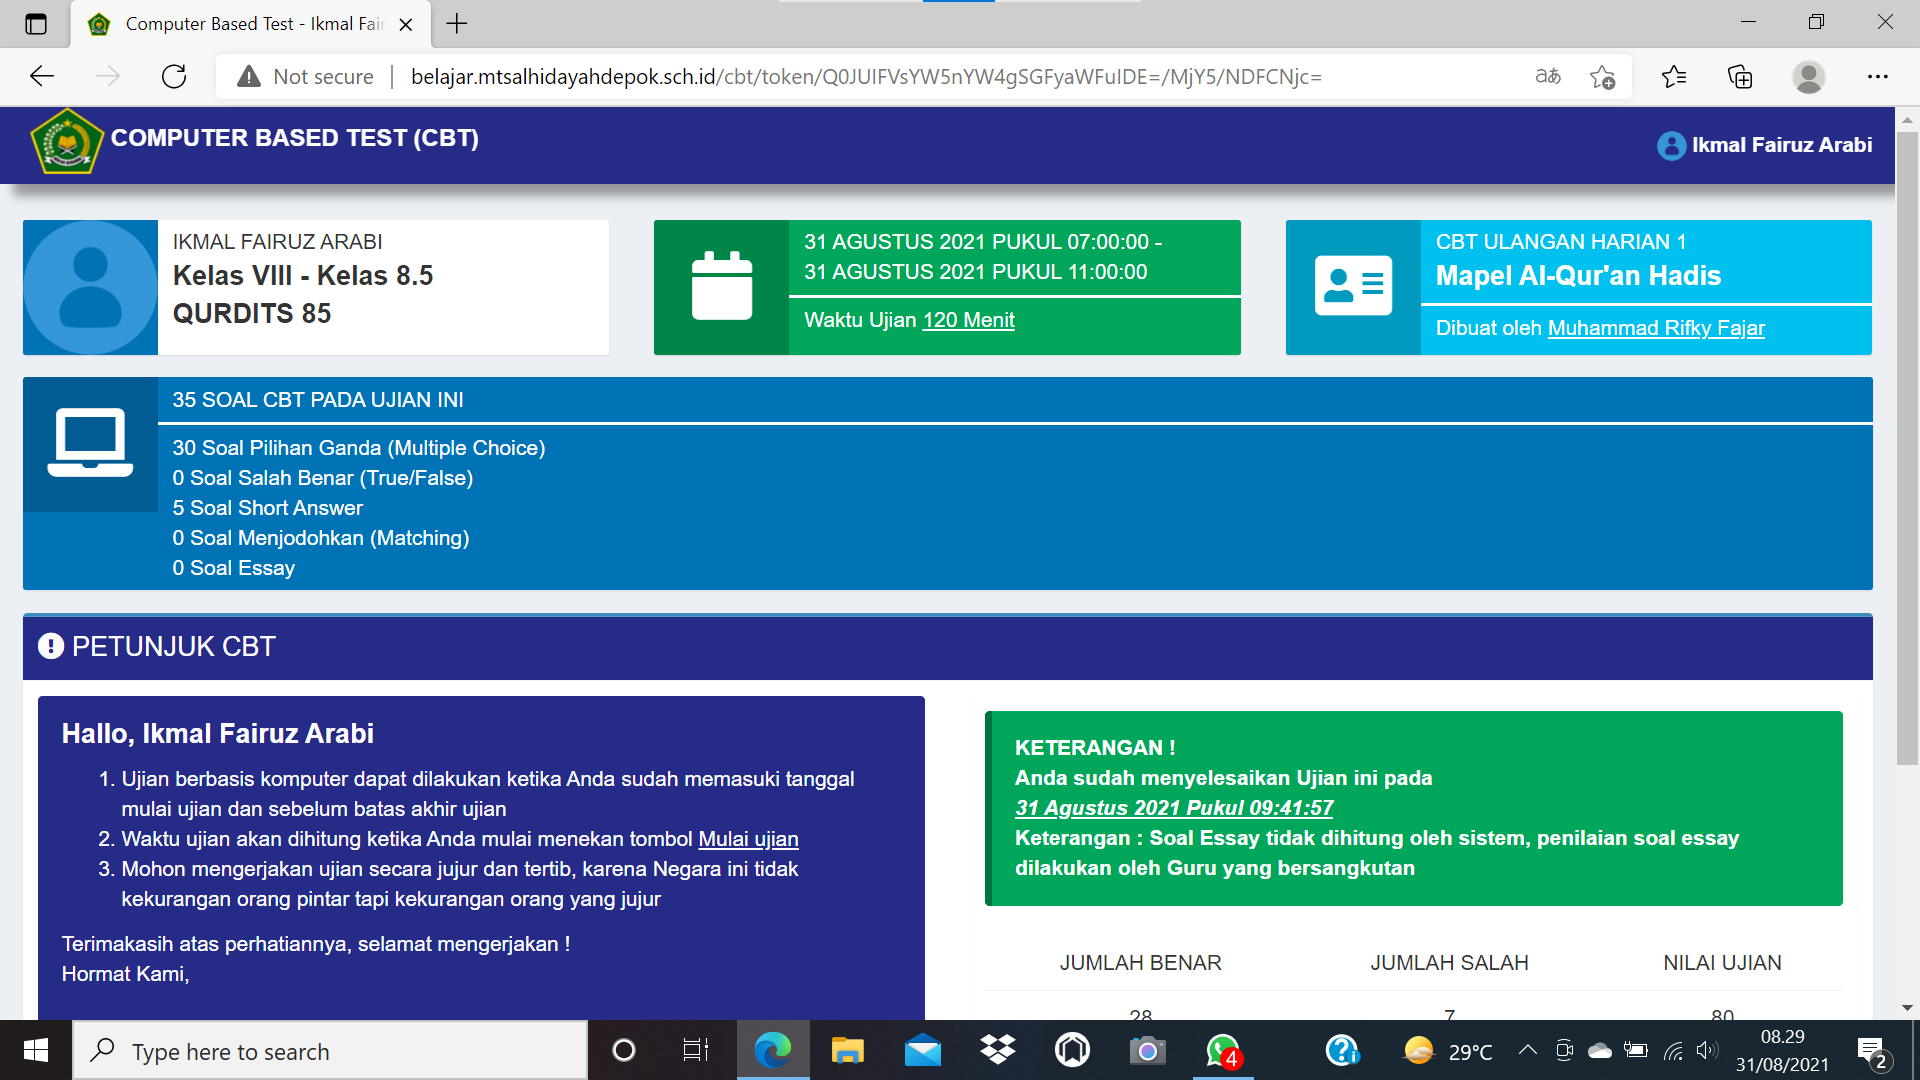 Computer Based Test - Ikmal Fair
Not secure
belajar.mtsalhidayahdepok.sch.id/cbt/token/Q0JUIFVsYW5nYW4gSGFyaWFuIDE=/MjY5/NDFCNjc=
COMPUTER BASED TEST (CBT)
Ikmal Fairuz Arabi
IKMAL FAIRUZ ARABI
Kelas VIII - Kelas 8.5
QURDITS 85
31 AGUSTUS 2021 PUKUL 07:00:00 -
31 AGUSTUS 2021 PUKUL 11:00:00
Waktu Ujian 120 Menit
CBT ULANGAN HARIAN 1
Mapel Al-Qur'an Hadis
Dibuat oleh Muhammad Rifky Fajar
35 SOAL CBT PADA UJIAN INI
30 Soal Pilihan Ganda (Multiple Choice)
0 Soal Salah Benar (True/False)
5 Soal Short Answer
0 Soal Menjodohkan (Matching)
0 Soal Essay
PETUNJUK CBT
Hallo, Ikmal Fairuz Arabi
1. Ujian berbasis komputer dapat dilakukan ketika Anda sudah memasuki tanggal
mulai ujian dan sebelum batas akhir ujian
2. Waktu ujian akan dihitung ketika Anda mulai menekan tombol Mulai ujian
3. Mohon mengerjakan ujian secara jujur dan tertib, karena Negara ini tidak
kekurangan orang pintar tapi kekurangan orang yang jujur
Terimakasih atas perhatiannya, selamat mengerjakan !
Hormat Kami,
KETERANGAN !
Anda sudah menyelesaikan Ujian ini pada
31 Agustus 2021 Pukul 09:41:57
Keterangan : Soal Essay tidak dihitung oleh sistem, penilaian soal essay
dilakukan oleh Guru yang bersangkutan
JUMLAH BENAR JUMLAH SALAH NILAI UJIAN
28 7 80
Type here to search
4
29°C
08.29
31/08/2021
2